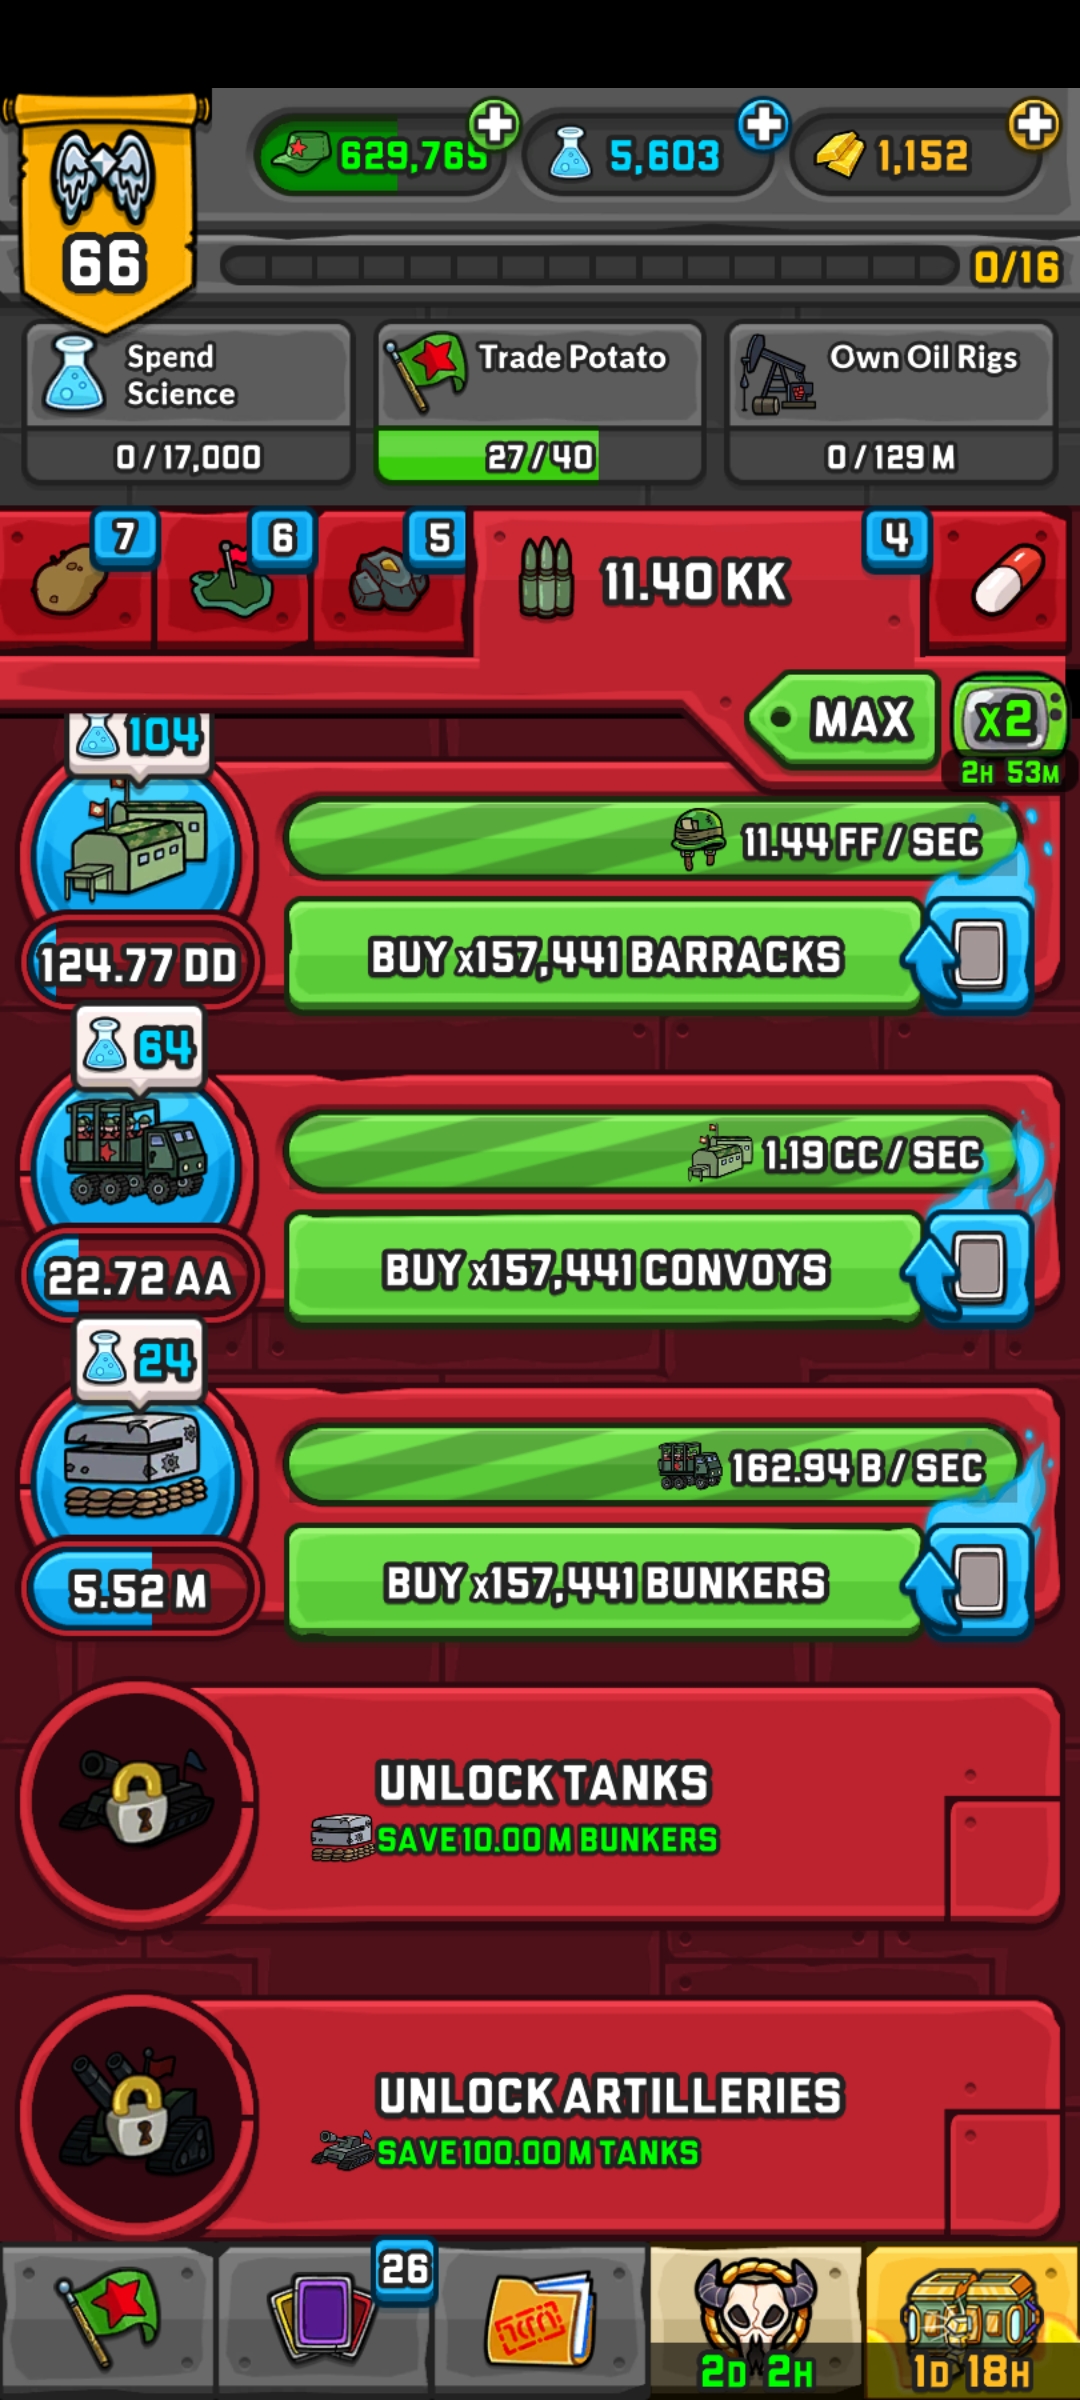 629,765
5,603
1,152
66
0/16
Spend
Science
0/17,000
Trade Potato
27/40
Own Oil Rigs
0/129 M
7
6
5
11.40 KK
4
MAX
x2
2H 53M
104
11.44 FF / SEC
124.77 DD
BUY x157,441 BARRACKS
64
1.19 CC / SEC
22.72 AA
BUY x157,441 CONVOYS
24
162.94 B / SEC
5.52 M
BUY x157,441 BUNKERS
UNLOCK TANKS
SAVE 10.00 M BUNKERS
UNLOCK ARTILLERIES
SAVE 100.00 M TANKS
26
2D 2H
1D 18H